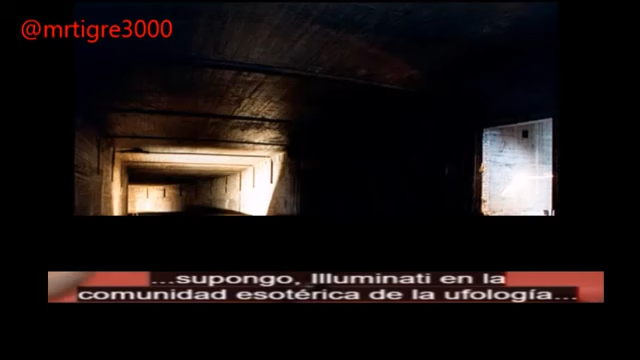 @mrtigre3000
...supongo, Illuminati en la
comunidad esotérica de la ufología...